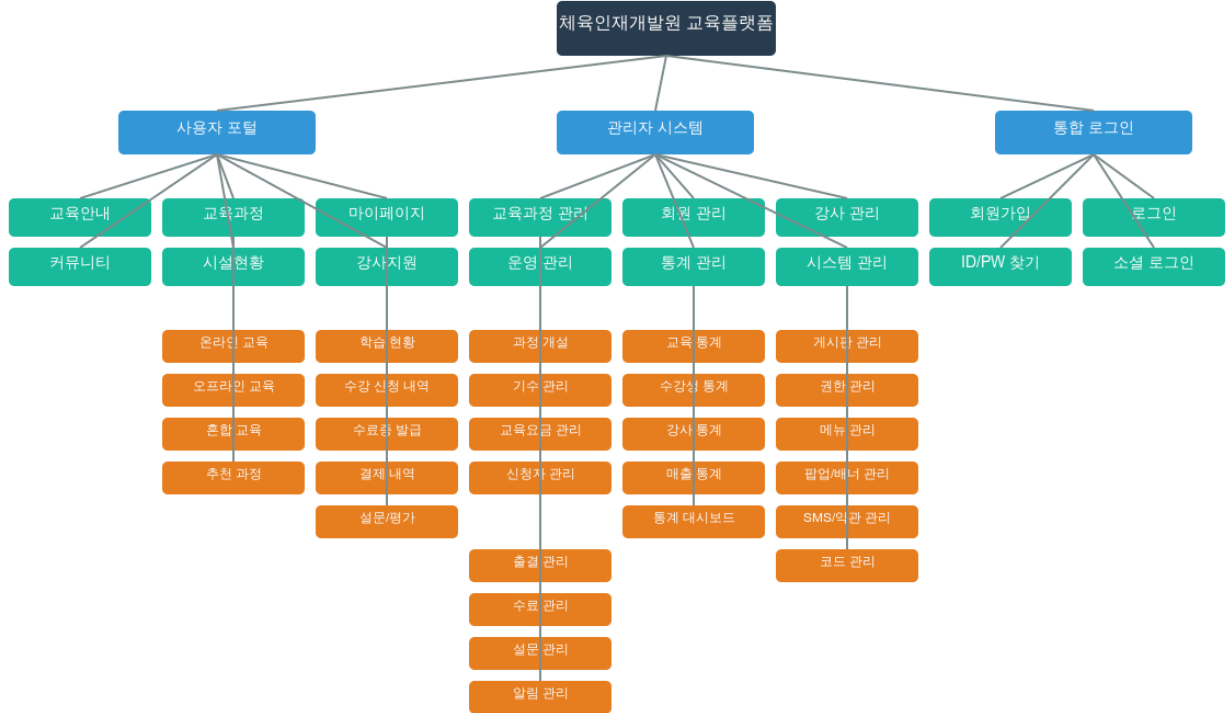 체육인재개발원 교육플랫폼
사용자 포털
관리자 시스템
통합 로그인
교육안내
교육과정
마이페이지
교육과정 관리
회원 관리
강사 관리
회원가입
로그인
커뮤니티
시설현황
강사지원
운영 관리
통계 관리
시스템 관리
ID/PW 찾기
소셜 로그인
온라인 교육
학습 현황
과정 개설
교육 통계
게시판 관리
오프라인 교육
수강 신청 내역
기수 관리
수강생 통계
권한 관리
혼합 교육
수료증 발급
교육요금 관리
강사 통계
메뉴 관리
추천 과정
결제 내역
신청자 관리
매출 통계
팝업/배너 관리
설문/평가
통계 대시보드
SMS/약관 관리
출결 관리
코드 관리
수료 관리
설문 관리
알림 관리